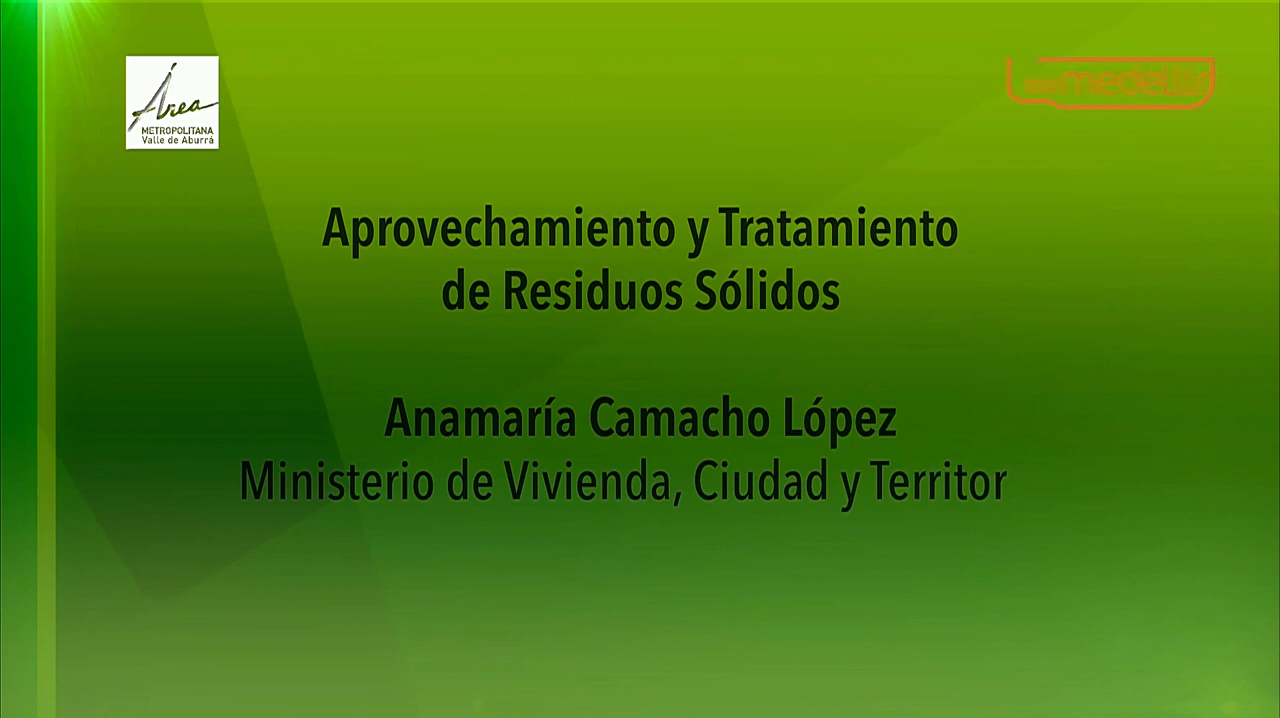 Área
METROPOLITANA
Valle de Aburrá
medellín
Aprovechamiento y Tratamiento
de Residuos Sólidos
Anamaría Camacho López
Ministerio de Vivienda, Ciudad y Territor